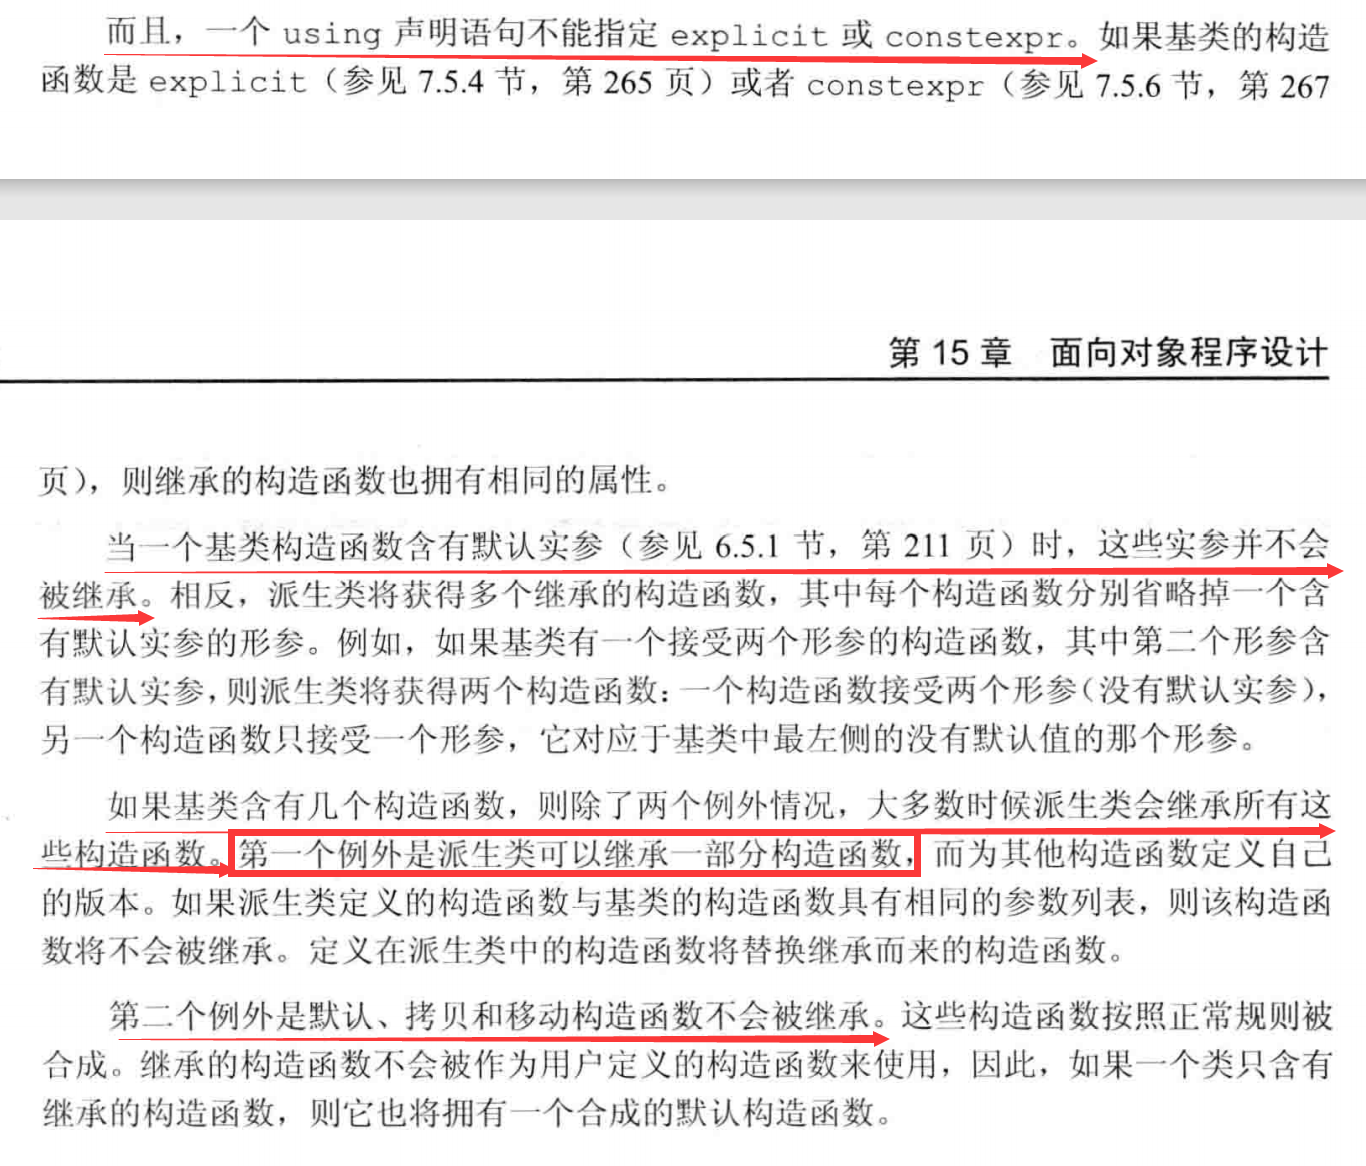 而且，一个 using 声明语句不能指定 explicit 或 constexpr。如果基类的构造
函数是 explicit（参见 7.5.4 节，第 265 页）或者 constexpr（参见 7.5.6 节，第 267
第 15 章 面向对象程序设计
页），则继承的构造函数也拥有相同的属性。
当一个基类构造函数含有默认实参（参见 6.5.1 节，第 211 页）时，这些实参并不会
被继承。相反，派生类将获得多个继承的构造函数，其中每个构造函数分别省略掉一个含
有默认实参的形参。例如，如果基类有一个接受两个形参的构造函数，其中第二个形参含
有默认实参，则派生类将获得两个构造函数：一个构造函数接受两个形参（没有默认实参），
另一个构造函数只接受一个形参，它对应于基类中最左侧的没有默认值的那个形参。
如果基类含有几个构造函数，则除了两个例外情况，大多数时候派生类会继承所有这
些构造函数。第一个例外是派生类可以继承一部分构造函数，而为其他构造函数定义自己
的版本。如果派生类定义的构造函数与基类的构造函数具有相同的参数列表，则该构造函
数将不会被继承。定义在派生类中的构造函数将替换继承而来的构造函数。
第二个例外是默认、拷贝和移动构造函数不会被继承。这些构造函数按照正常规则被
合成。继承的构造函数不会被作为用户定义的构造函数来使用，因此，如果一个类只含有
继承的构造函数，则它也将拥有一个合成的默认构造函数。